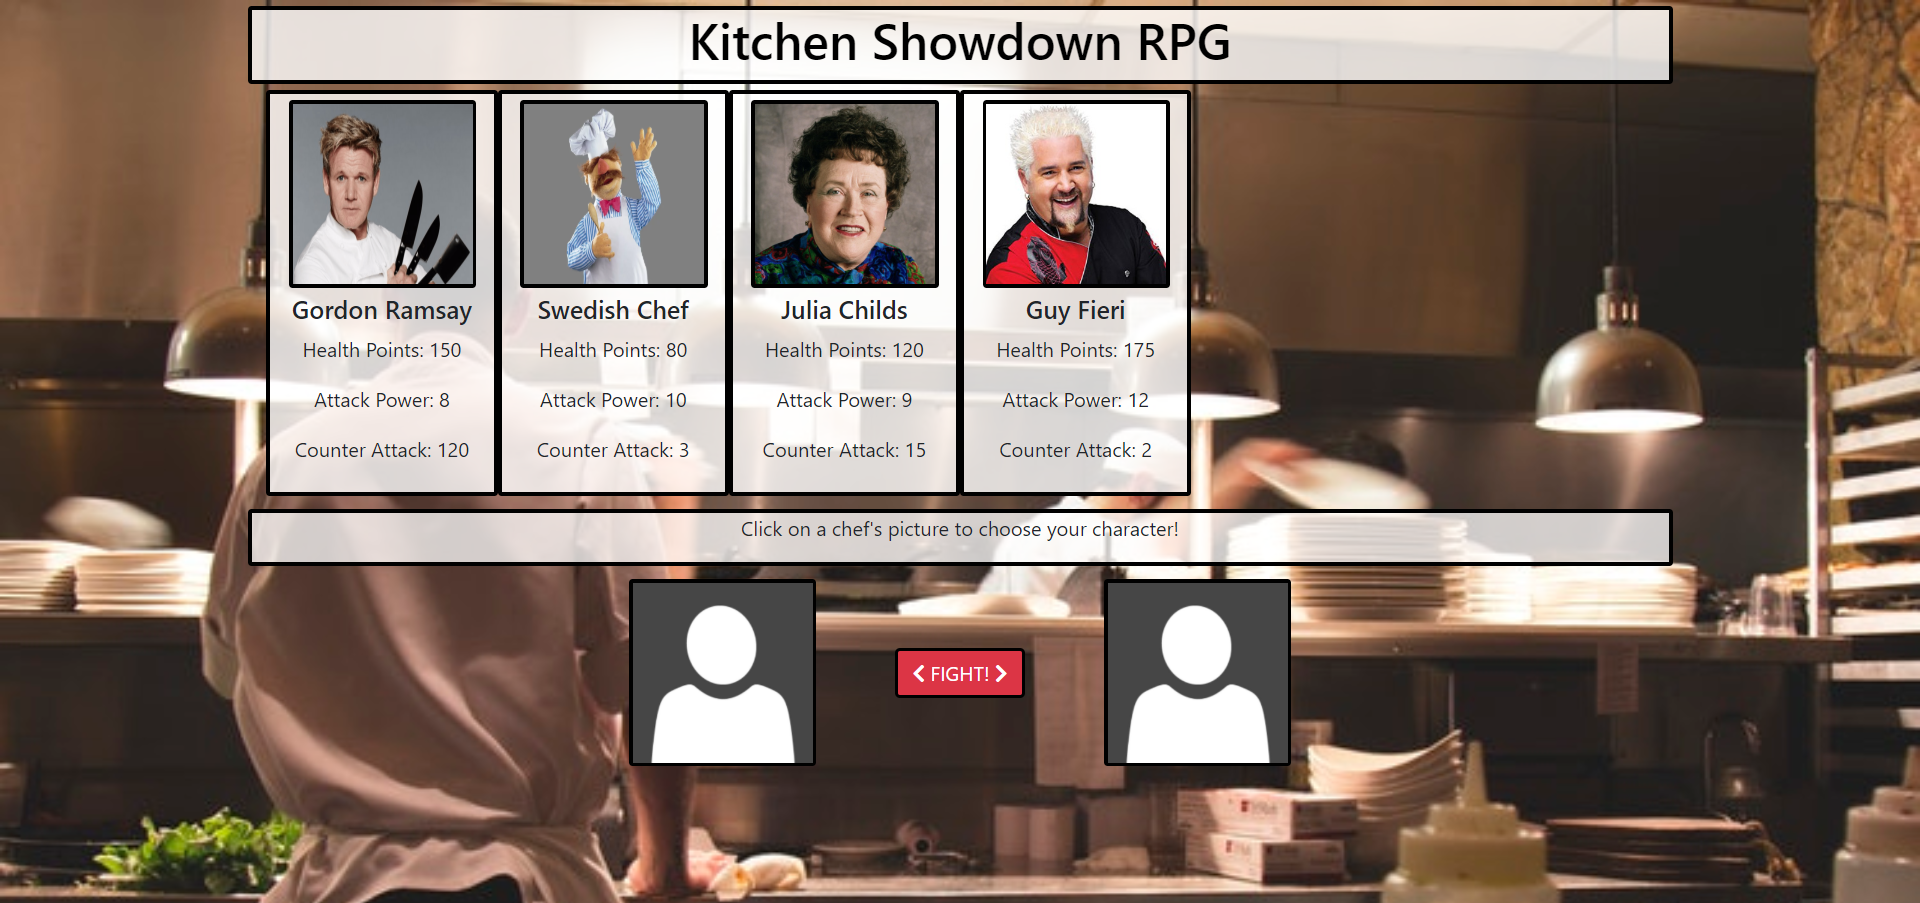 Kitchen Showdown RPG
Gordon Ramsay
Health Points: 150
Attack Power: 8
Counter Attack: 120
Swedish Chef
Health Points: 80
Attack Power: 10
Counter Attack: 3
Julia Childs
Health Points: 120
Attack Power: 9
Counter Attack: 15
Guy Fieri
Health Points: 175
Attack Power: 12
Counter Attack: 2
Click on a chef's picture to choose your character!
FIGHT!